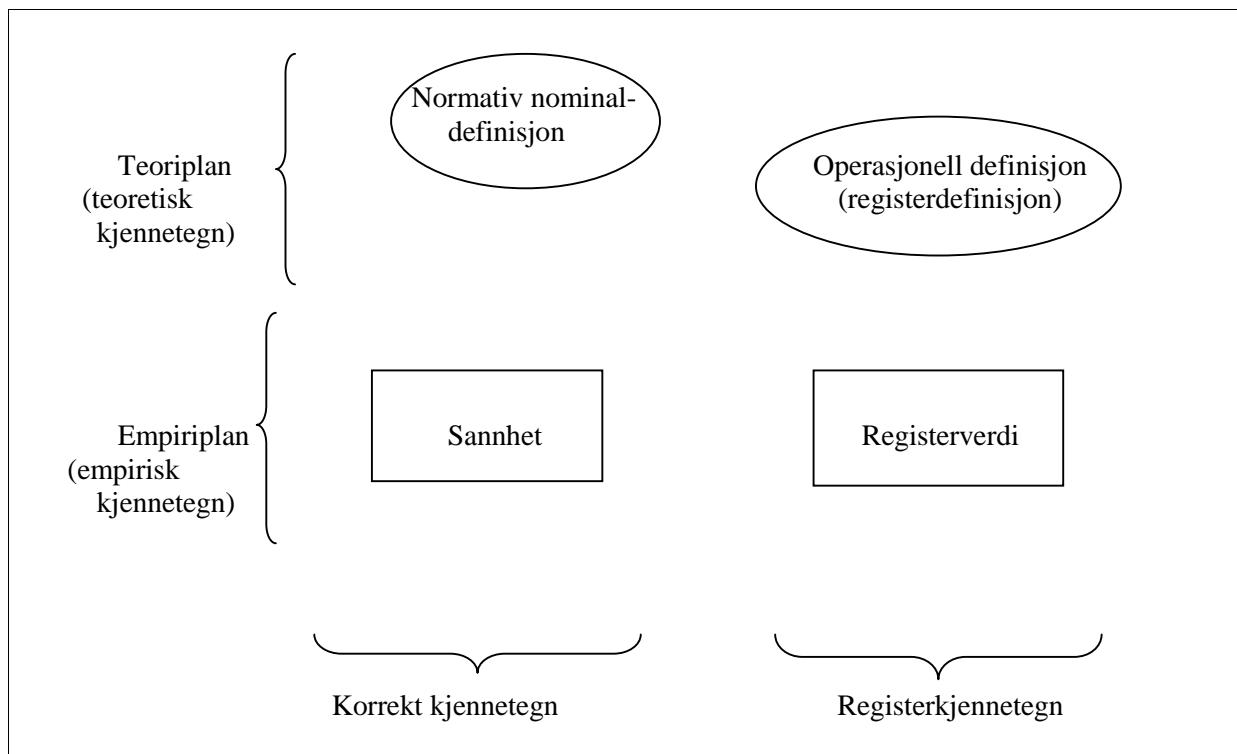 Normativ nominal-
definisjon
Teoriplan
(teoretisk
kjennetegn)
Operasjonell definisjon
(registerdefinisjon)
Empiriplan
(empirisk
kjennetegn)
Sannhet
Registerverdi
Korrekt kjennetegn
Registerkjennetegn